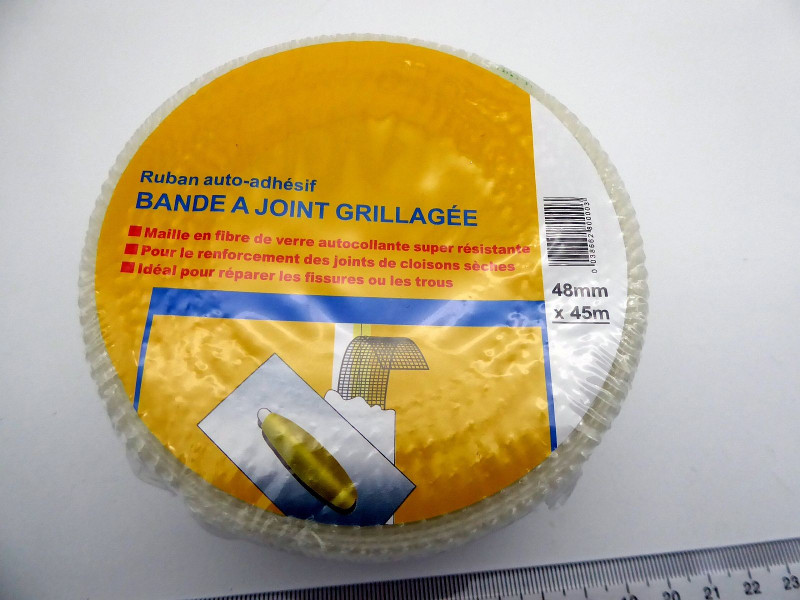 Ruban auto-adhésif
BANDE A JOINT GRILLAGÉE
Maille en fibre de verre autocollante super résistante
Pour le renforcement des joints de cloisons sèches
Idéal pour réparer les fissures ou les trous
48mm
x 45m
20 21 22 23